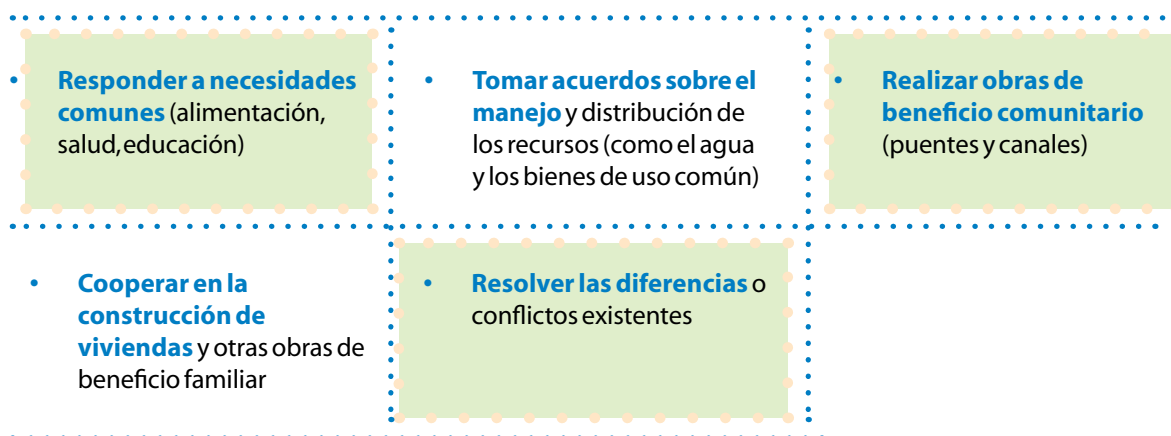 • Responder a necesidades
comunes (alimentación,
salud, educación)
• Tomar acuerdos sobre el
manejo y distribución de
los recursos (como el agua
y los bienes de uso común)
• Realizar obras de
beneficio comunitario
(puentes y canales)
• Cooperar en la
construcción de
viviendas y otras obras de
beneficio familiar
• Resolver las diferencias o
conflictos existentes